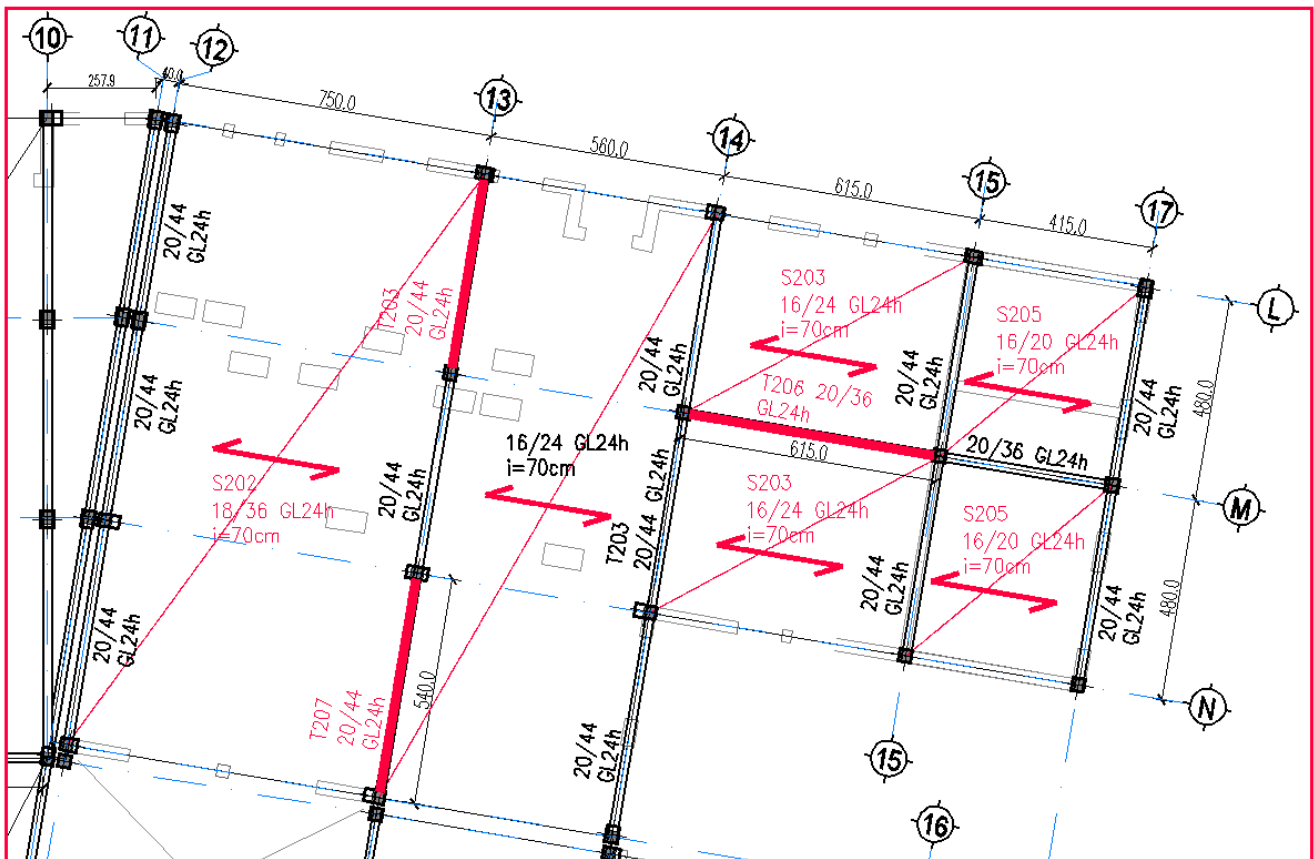 10
11
12
257.9
40.0
750.0
13
560.0
14
615.0
15
415.0
17
L
480.0
M
480.0
N
20/44
GL24h
20/44
GL24h
20/44
GL24h
T203
20/44
GL24h
20/44
GL24h
T207
20/44
GL24h
540.0
S202
18/36 GL24h
i=70cm
16/24 GL24h
i=70cm
20/44
GL24h
T203
20/44 GL24h
20/44
GL24h
S203
16/24 GL24h
i=70cm
T206 20/36
GL24h
615.0
S203
16/24 GL24h
i=70cm
20/44
GL24h
20/44
GL24h
S205
16/20 GL24h
i=70cm
20/36 GL24h
S205
16/20 GL24h
i=70cm
20/44
GL24h
20/44
GL24h
15
16